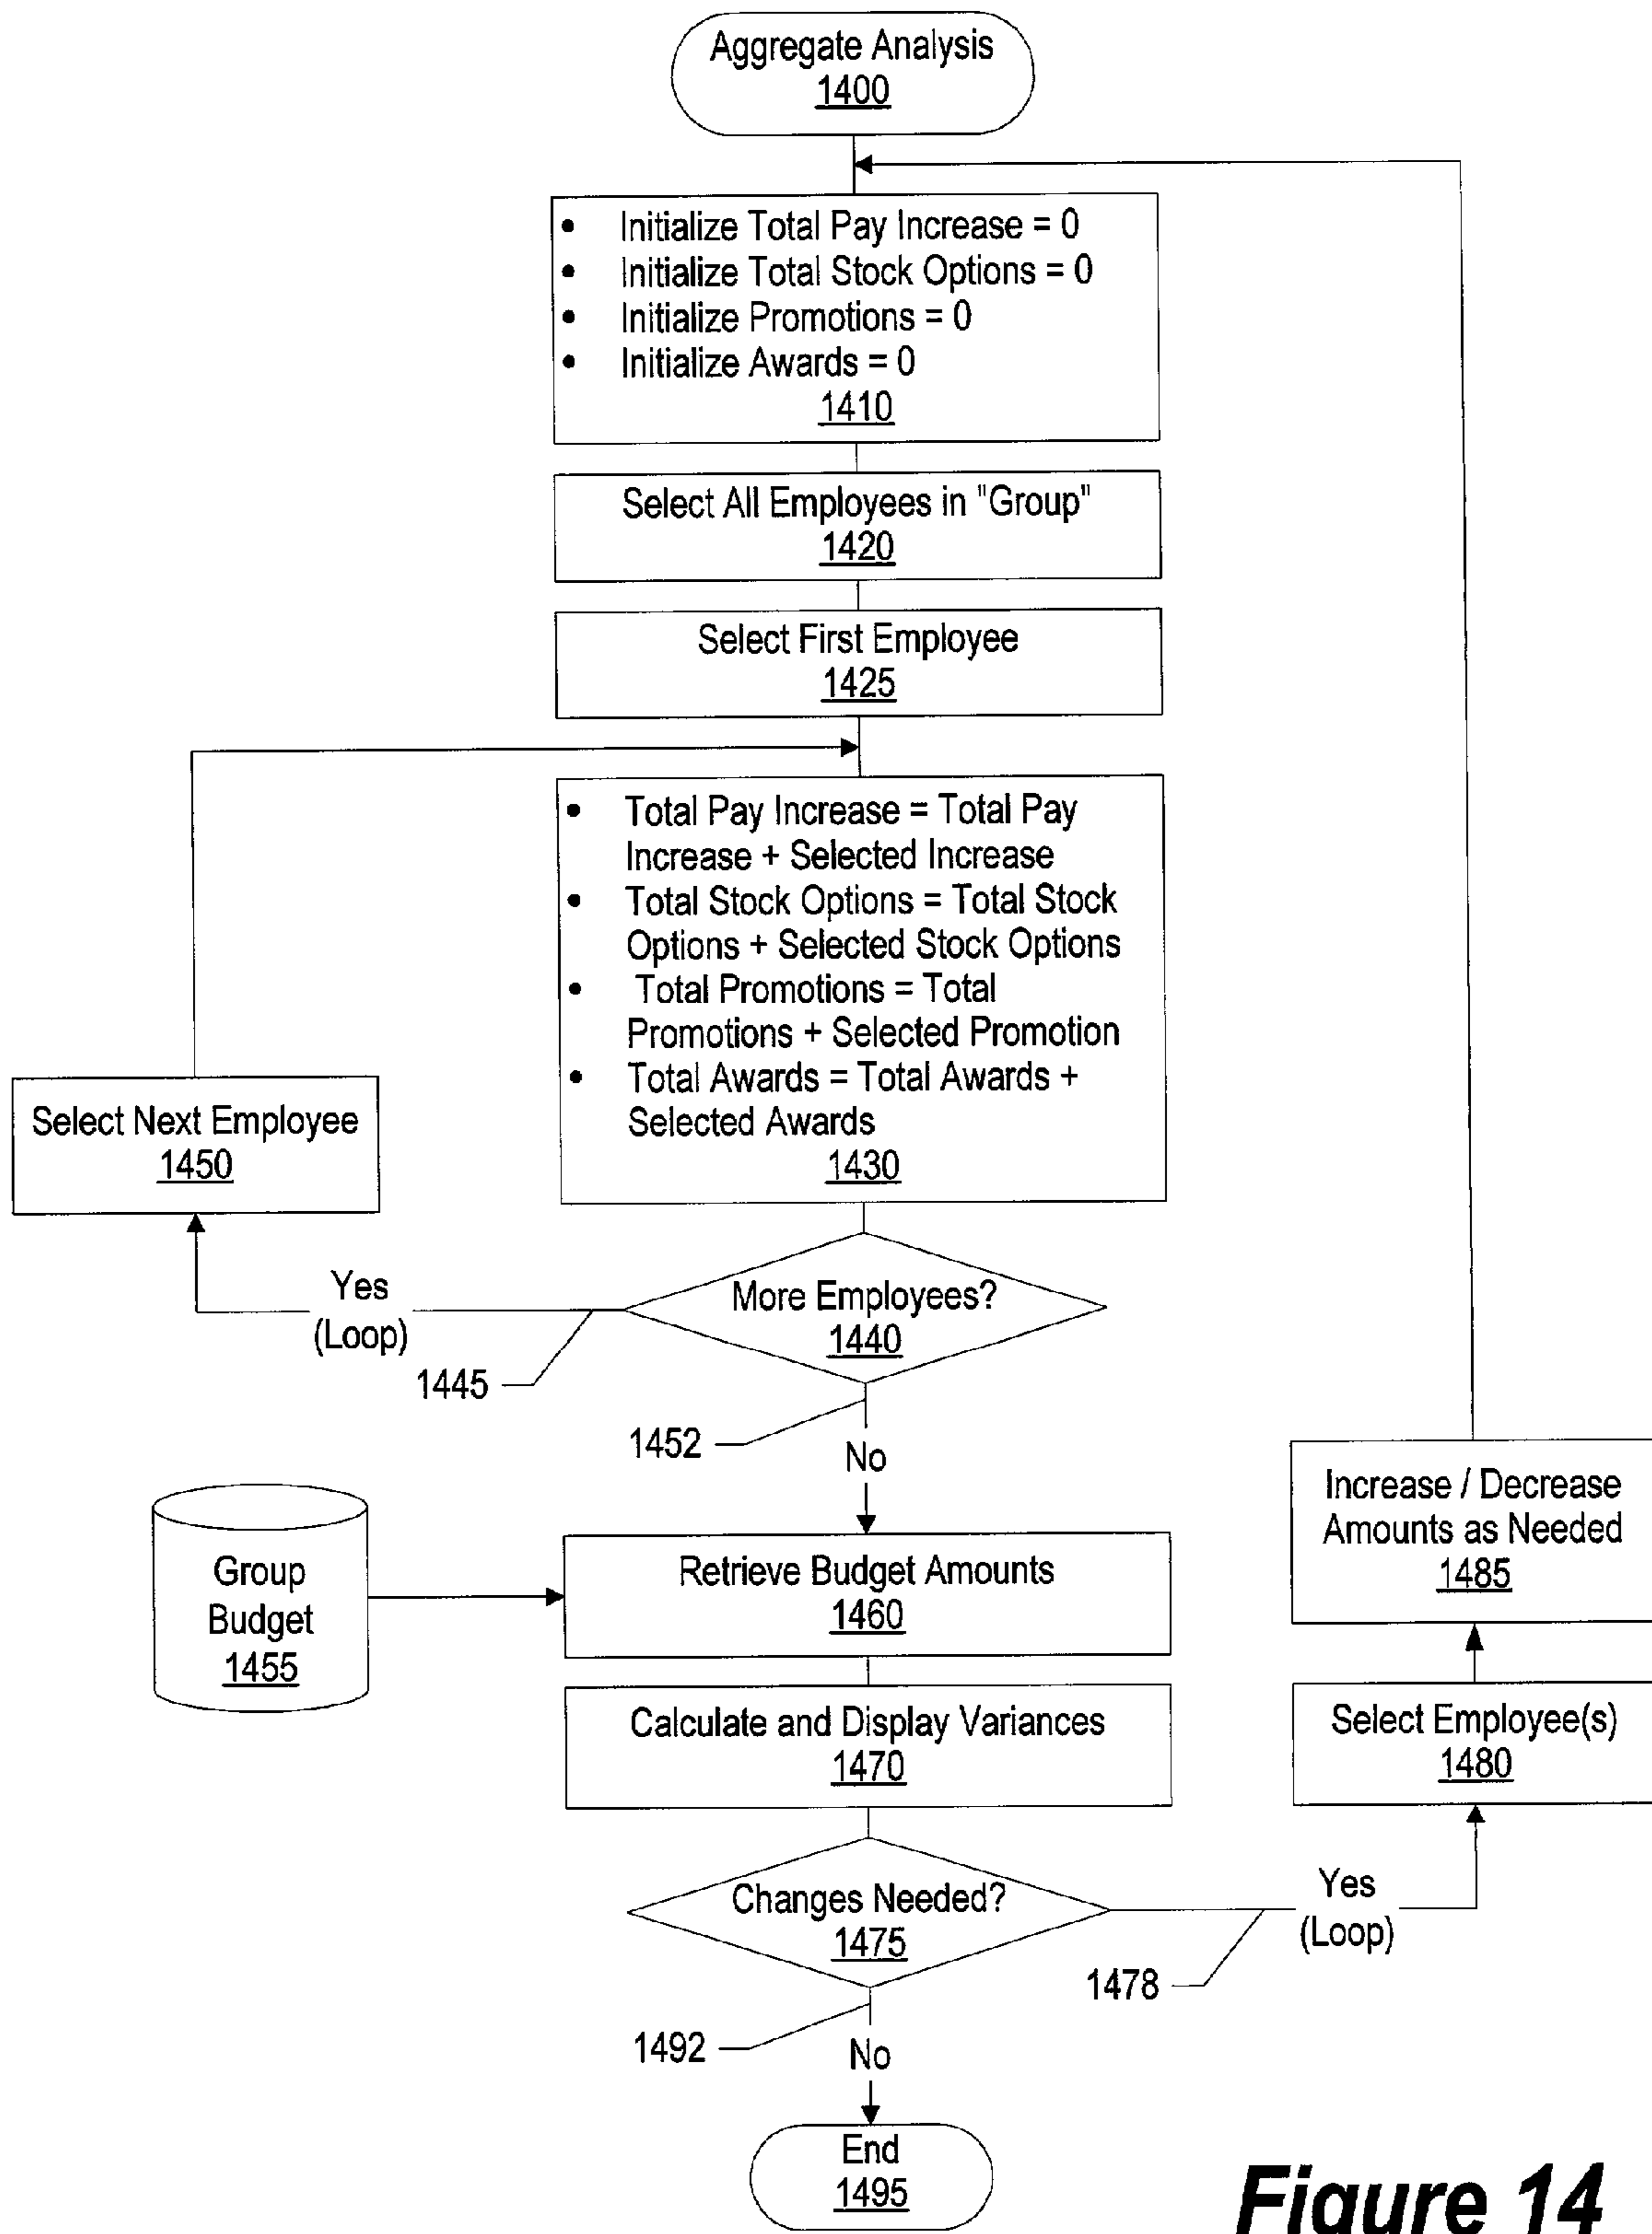 Aggregate Analysis
1400
• Initialize Total Pay Increase = 0
• Initialize Total Stock Options = 0
• Initialize Promotions = 0
• Initialize Awards = 0
1410
Select All Employees in "Group"
1420
Select First Employee
1425
• Total Pay Increase = Total Pay
Increase + Selected Increase
• Total Stock Options = Total Stock
Options + Selected Stock Options
• Total Promotions = Total
Promotions + Selected Promotion
• Total Awards = Total Awards +
Selected Awards
1430
Select Next Employee
1450
More Employees?
1440
Yes
(Loop)
1445
1452
No
Group
Budget
1455
Retrieve Budget Amounts
1460
Increase / Decrease
Amounts as Needed
1485
Calculate and Display Variances
1470
Select Employee(s)
1480
Changes Needed?
1475
Yes
(Loop)
1478
1492
No
End
1495
Figure 14